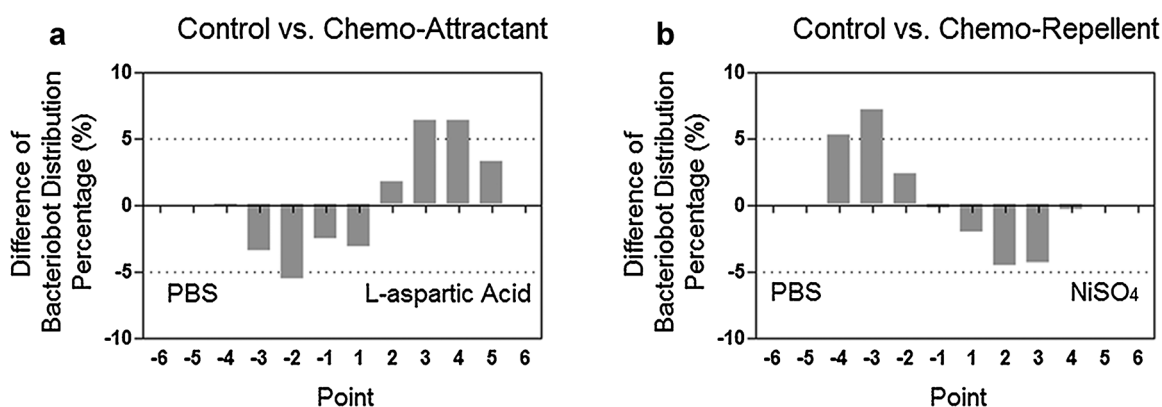 a
Control vs. Chemo-Attractant
Difference of
Bacteriobot Distribution
Percentage (%)
10
5
0
-5
-10
PBS
L-aspartic Acid
-6 -5 -4 -3 -2 -1 1 2 3 4 5 6
Point
b
Control vs. Chemo-Repellent
Difference of
Bacteriobot Distribution
Percentage (%)
10
5
0
-5
-10
PBS
NiSO4
-6 -5 -4 -3 -2 -1 1 2 3 4 5 6
Point